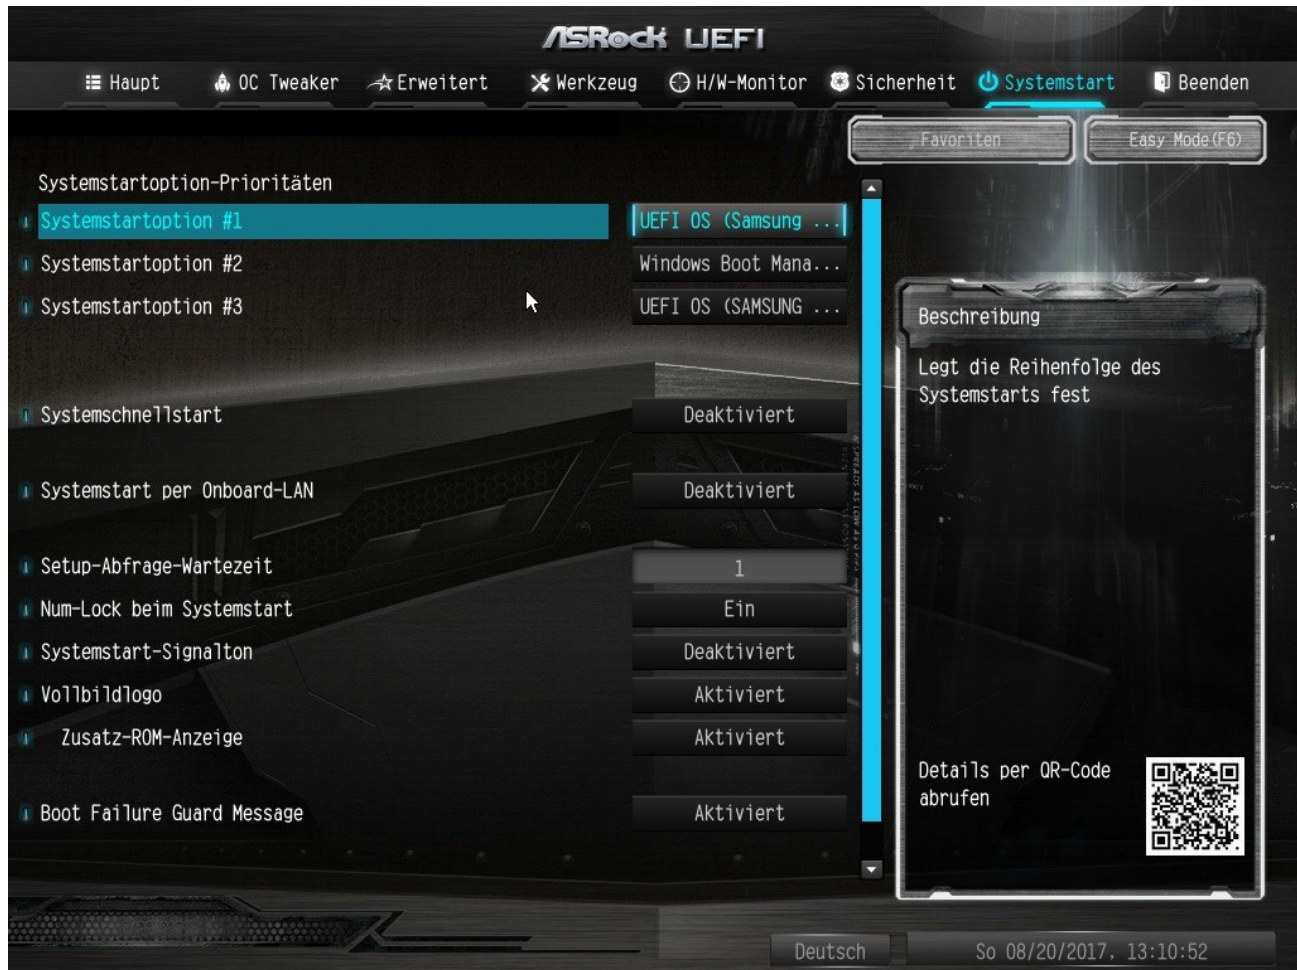 ASRock UEFI
Haupt
OC Tweaker
Erweitert
Werkzeug
H/W-Monitor
Sicherheit
Systemstart
Beenden
Favoriten
Easy Mode(F6)
Systemstartoption-Prioritäten
Systemstartoption #1 UEFI OS (Samsung ...
Systemstartoption #2 Windows Boot Mana...
Systemstartoption #3 UEFI OS (SAMSUNG ...
Systemschnellstart Deaktiviert
Systemstart per Onboard-LAN Deaktiviert
Setup-Abfrage-Wartezeit 1
Num-Lock beim Systemstart Ein
Systemstart-Signalton Deaktiviert
Vollbildlogo Aktiviert
Zusatz-ROM-Anzeige Aktiviert
Boot Failure Guard Message Aktiviert
Beschreibung
Legt die Reihenfolge des
Systemstarts fest
Details per QR-Code
abrufen
Deutsch
So 08/20/2017, 13:10:52